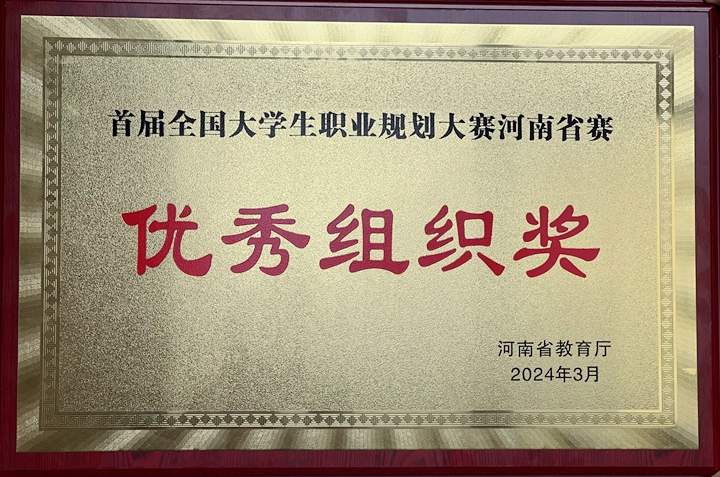 首届全国大学生职业规划大赛河南省赛
优秀组织奖
河南省教育厅
2024年3月